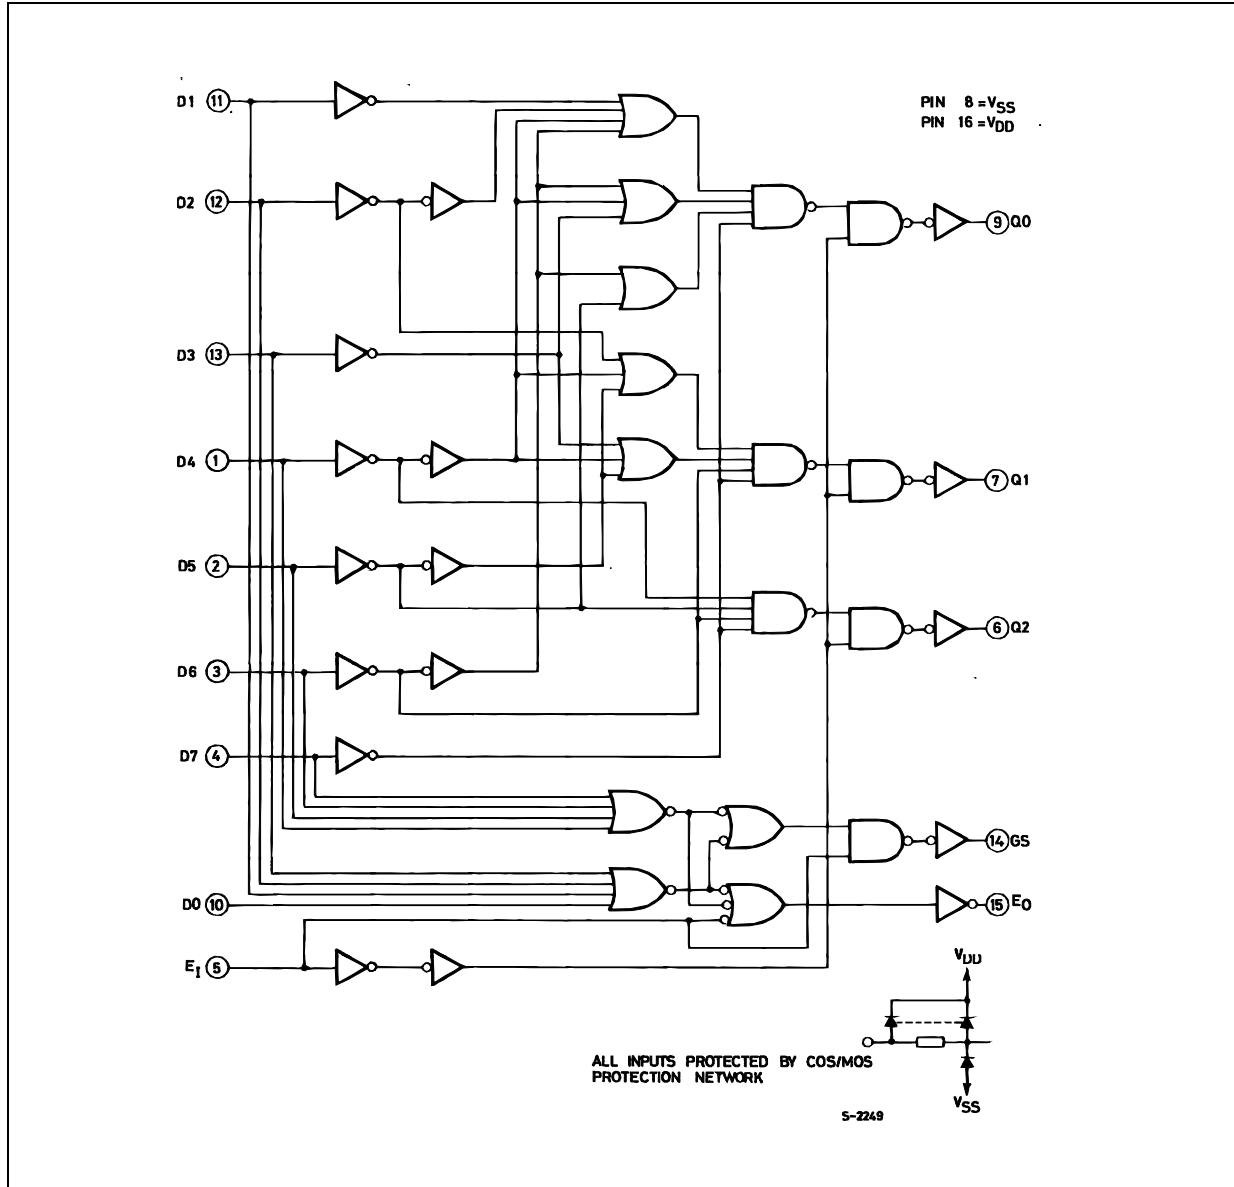 D1 11
PIN 8 = VSS
PIN 16 = VDD
D2 12
9 Q0
D3 13
D4 1
7 Q1
D5 2
6 Q2
D6 3
D7 4
14 GS
D0 10
15 EO
EI 5
VDD
ALL INPUTS PROTECTED BY COS/MOS
PROTECTION NETWORK
VSS
S-2249